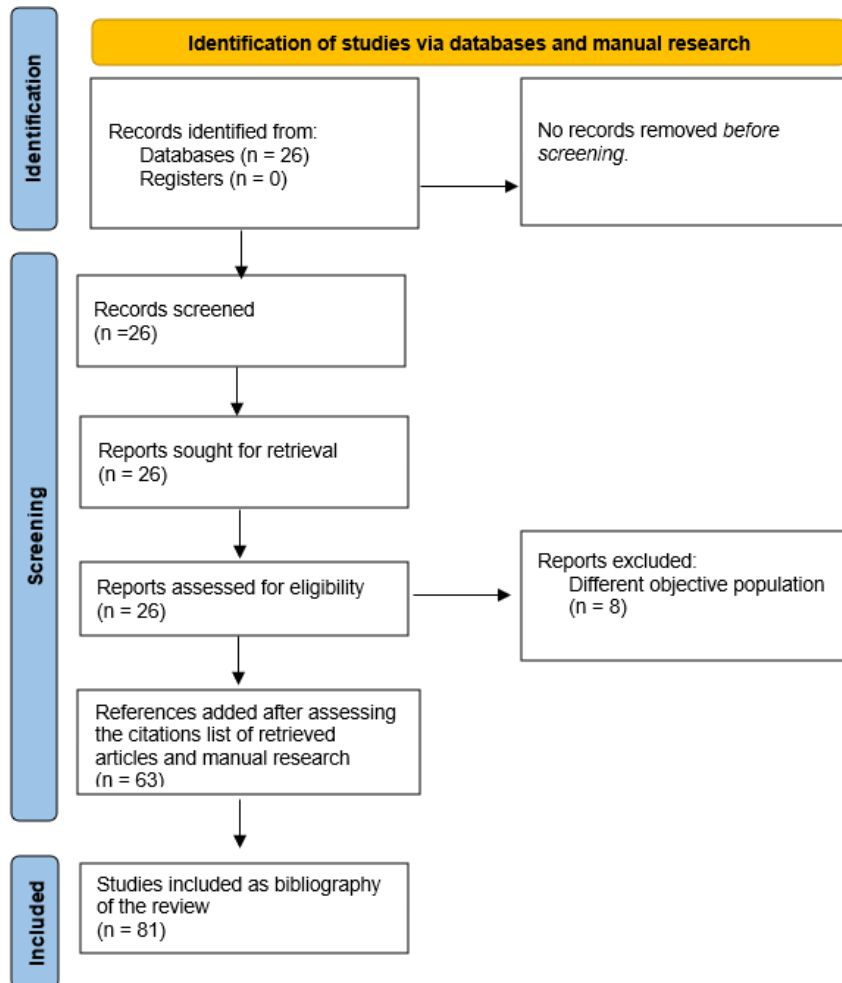 Identification of studies via databases and manual research
Identification
Records identified from:
Databases (n = 26)
Registers (n = 0)
No records removed before
screening.
Screening
Records screened
(n =26)
Reports sought for retrieval
(n = 26)
Reports assessed for eligibility
(n = 26)
Reports excluded:
Different objective population
(n = 8)
References added after assessing
the citations list of retrieved
articles and manual research
(n = 63)
Included
Studies included as bibliography
of the review
(n = 81)